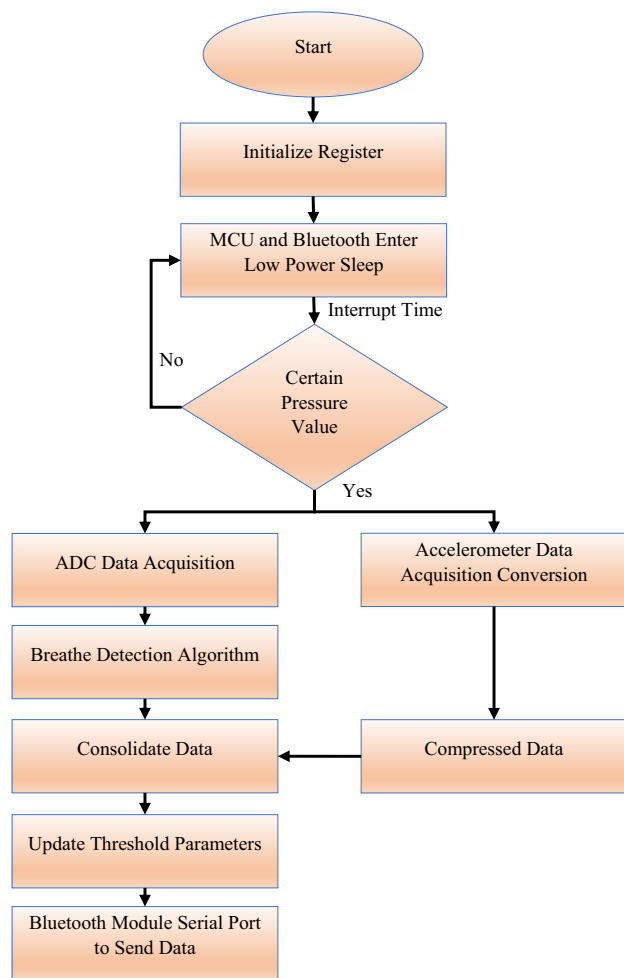 Start
Initialize Register
MCU and Bluetooth Enter
Low Power Sleep
Interrupt Time
No
Certain
Pressure
Value
Yes
ADC Data Acquisition
Accelerometer Data
Acquisition Conversion
Breathe Detection Algorithm
Consolidate Data
Compressed Data
Update Threshold Parameters
Bluetooth Module Serial Port
to Send Data